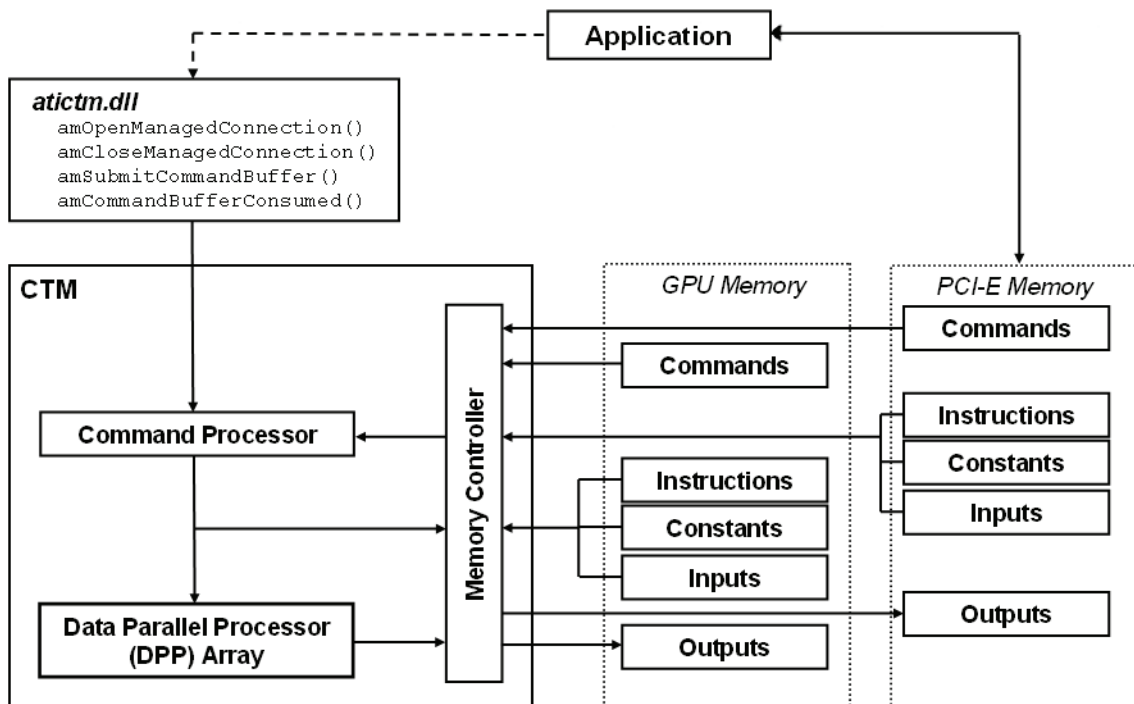 Application
atictm.dll
amOpenManagedConnection()
amCloseManagedConnection()
amSubmitCommandBuffer()
amCommandBufferConsumed()
CTM
Command Processor
Data Parallel Processor
(DPP) Array
Memory Controller
GPU Memory
Commands
Instructions
Constants
Inputs
Outputs
PCI-E Memory
Commands
Instructions
Constants
Inputs
Outputs